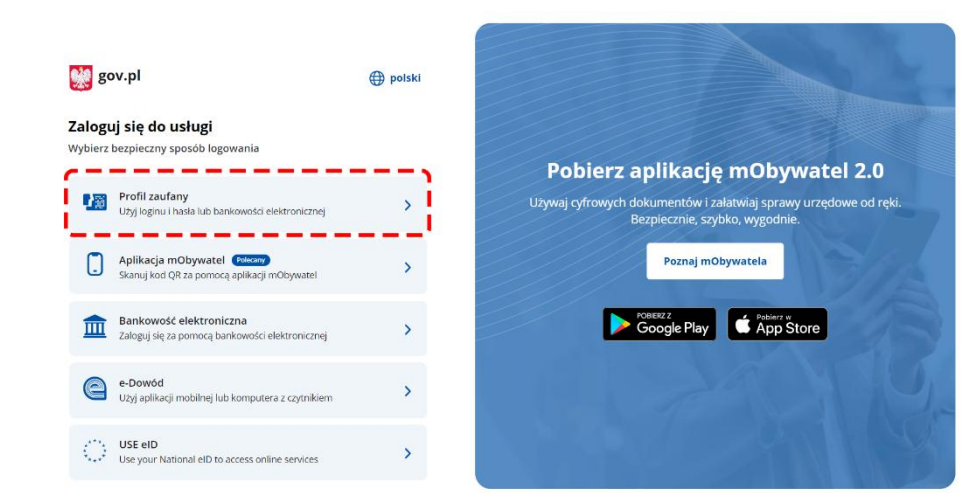 gov.pl
polski
Zaloguj się do usługi
Wybierz bezpieczny sposób logowania
Profil zaufany
Użyj loginu i hasła lub bankowości elektronicznej
Aplikacja mObywatel Polecany
Skanuj kod QR za pomocą aplikacji mObywatel
Bankowość elektroniczna
Zaloguj się za pomocą bankowości elektronicznej
e-Dowód
Użyj aplikacji mobilnej lub komputera z czytnikiem
USE eID
Use your National eID to access online services
Pobierz aplikację mObywatel 2.0
Używaj cyfrowych dokumentów i załatwiaj sprawy urzędowe od ręki.
Bezpiecznie, szybko, wygodnie.
Poznaj mObywatela
POBIERZ Z
Google Play
Pobierz w
App Store